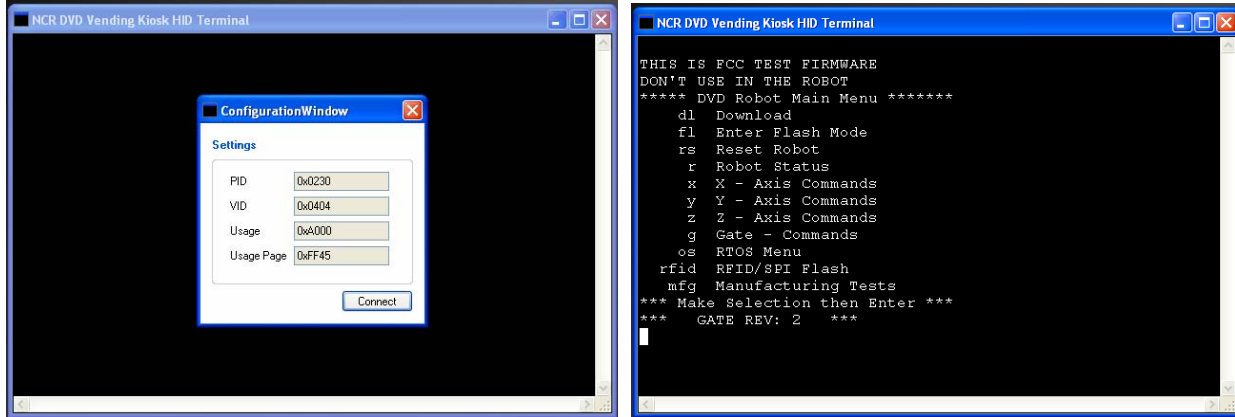 NCR DVD Vending Kiosk HID Terminal
ConfigurationWindow
Settings
PID 0x0230
VID 0x0404
Usage 0xA000
Usage Page 0xFF45
Connect
NCR DVD Vending Kiosk HID Terminal
THIS IS FCC TEST FIRMWARE
DON'T USE IN THE ROBOT
***** DVD Robot Main Menu *******
dl Download
fl Enter Flash Mode
rs Reset Robot
r Robot Status
x X - Axis Commands
y Y - Axis Commands
z Z - Axis Commands
g Gate - Commands
os RTOS Menu
rfid RFID/SPI Flash
mfg Manufacturing Tests
*** Make Selection then Enter ***
*** GATE REV: 2 ***